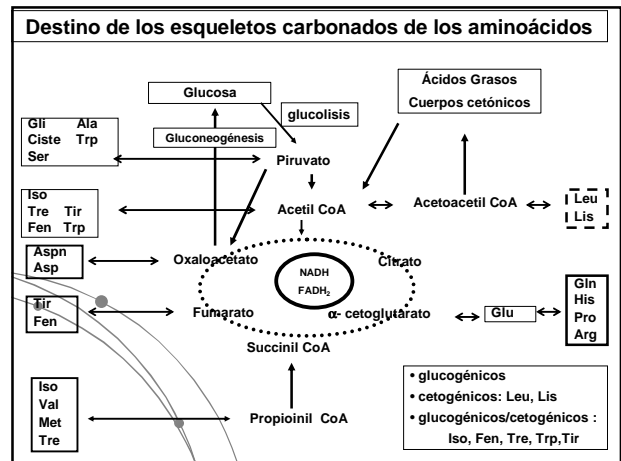 Destino de los esqueletos carbonados de los aminoácidos
Glucosa
glucolisis
Gluconeogénesis
Ácidos Grasos
Cuerpos cetónicos
Gli Ala
Ciste Trp
Ser
Piruvato
Iso
Tre Tir
Fen Trp
Acetil CoA
Acetoacetil CoA
Leu
Lis
Aspn
Asp
Oxaloacetato
Citrato
NADH
FADH2
Tir
Fen
Fumarato
α- cetoglutarato
Glu
Gln
His
Pro
Arg
Succinil CoA
Iso
Val
Met
Tre
Propioinil CoA
• glucogénicos
• cetogénicos: Leu, Lis
• glucogénicos/cetogénicos :
Iso, Fen, Tre, Trp,Tir